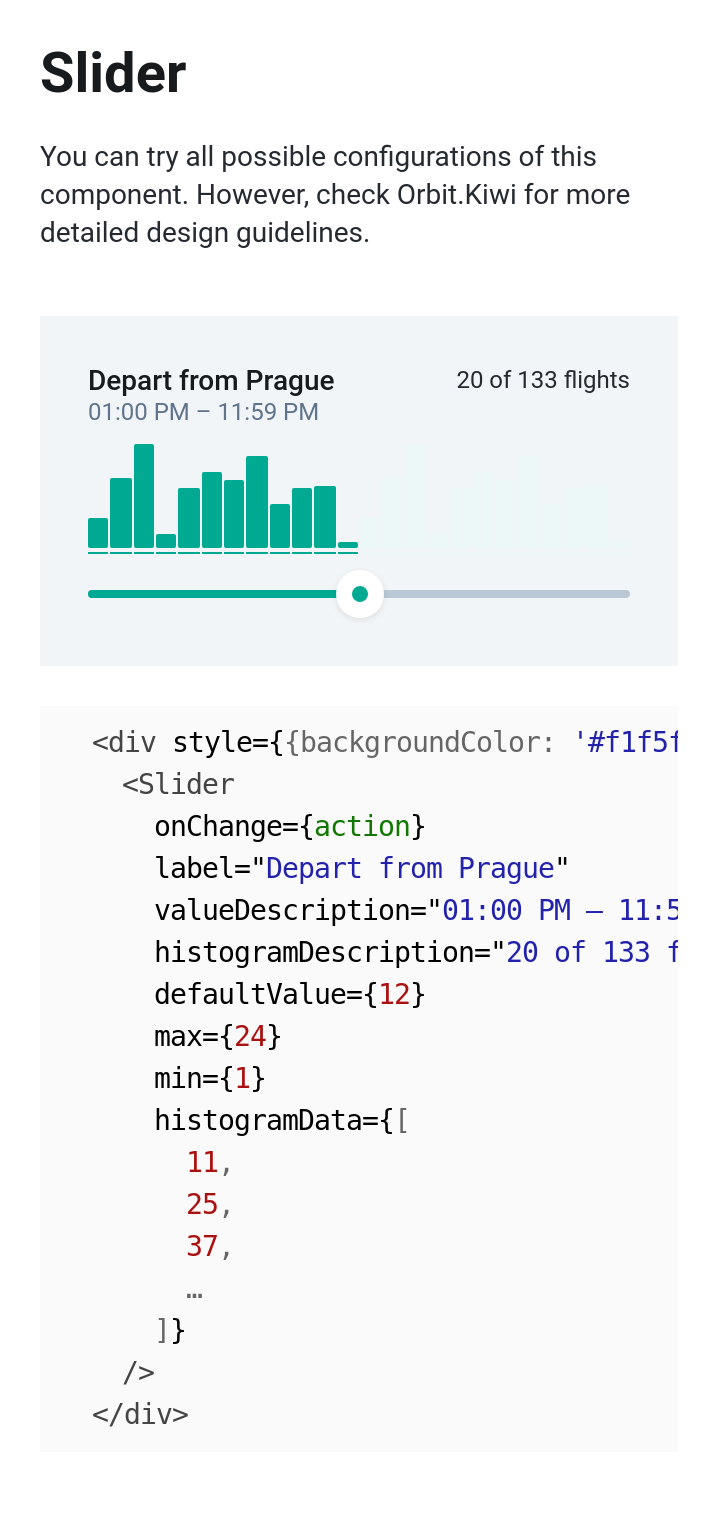 Slider
You can try all possible configurations of this
component. However, check Orbit.Kiwi for more
detailed design guidelines.
Depart from Prague
20 of 133 flights
01:00 PM – 11:59 PM
<div style={{backgroundColor: '#f1f5f
<Slider
onChange={action}
label="Depart from Prague"
valueDescription="01:00 PM – 11:5
histogramDescription="20 of 133 f
defaultValue={12}
max={24}
min={1}
histogramData={[
11,
25,
37,
…
]}
/>
</div>